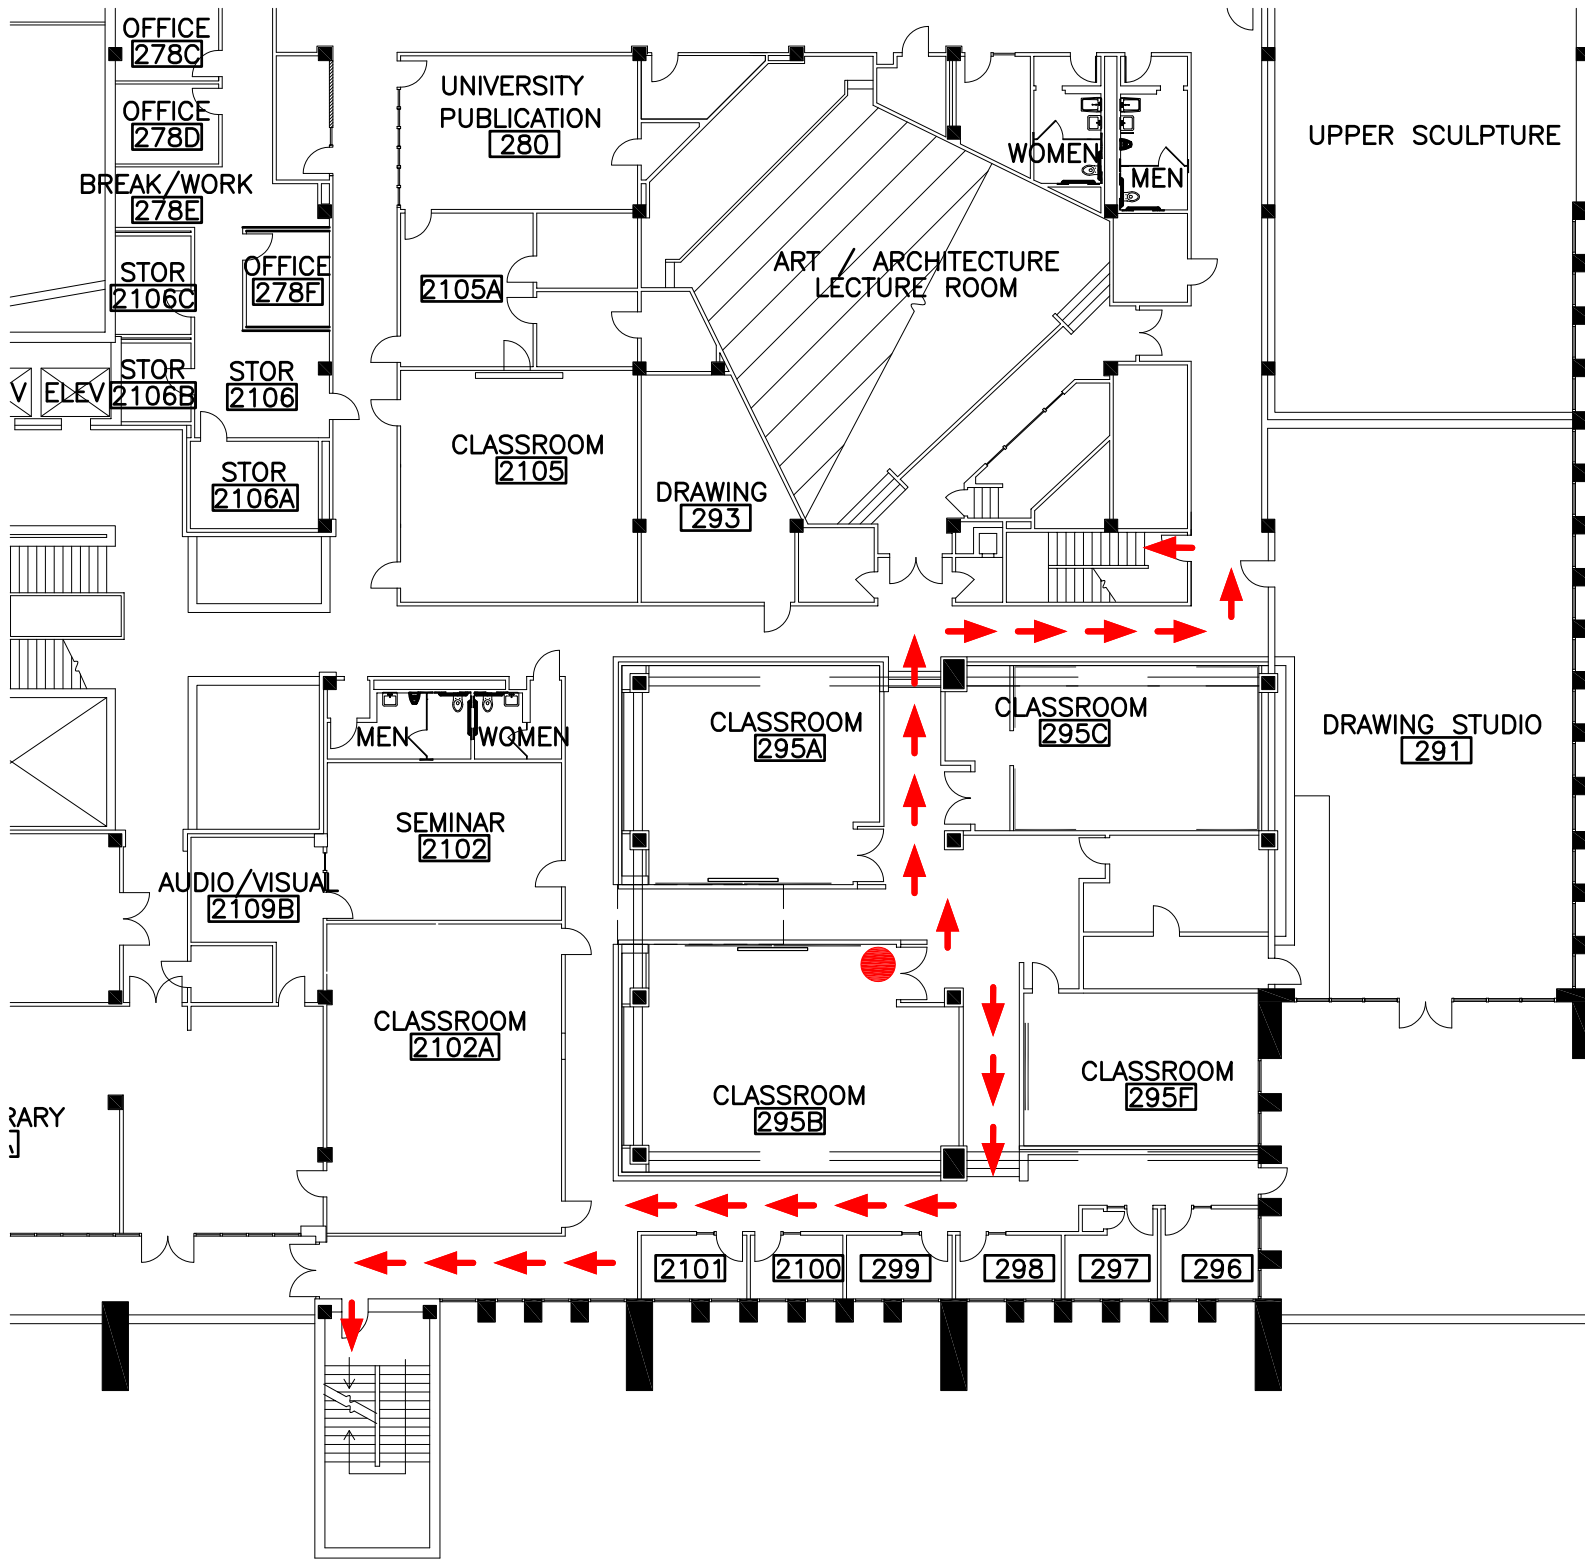 OFFICE
278C
OFFICE
278D
BREAK/WORK
278E
STOR
2106C
OFFICE
278F
STOR
2106B
ELEV
V
STOR
2106
STOR
2106A
UNIVERSITY
PUBLICATION
280
2105A
CLASSROOM
2105
DRAWING
293
ART / ARCHITECTURE
LECTURE ROOM
WOMEN
MEN
UPPER SCULPTURE
MEN
WOMEN
SEMINAR
2102
AUDIO/VISUAL
2109B
CLASSROOM
2102A
CLASSROOM
295A
CLASSROOM
295C
DRAWING STUDIO
291
CLASSROOM
295B
CLASSROOM
295F
RARY
2101
2100
299
298
297
296